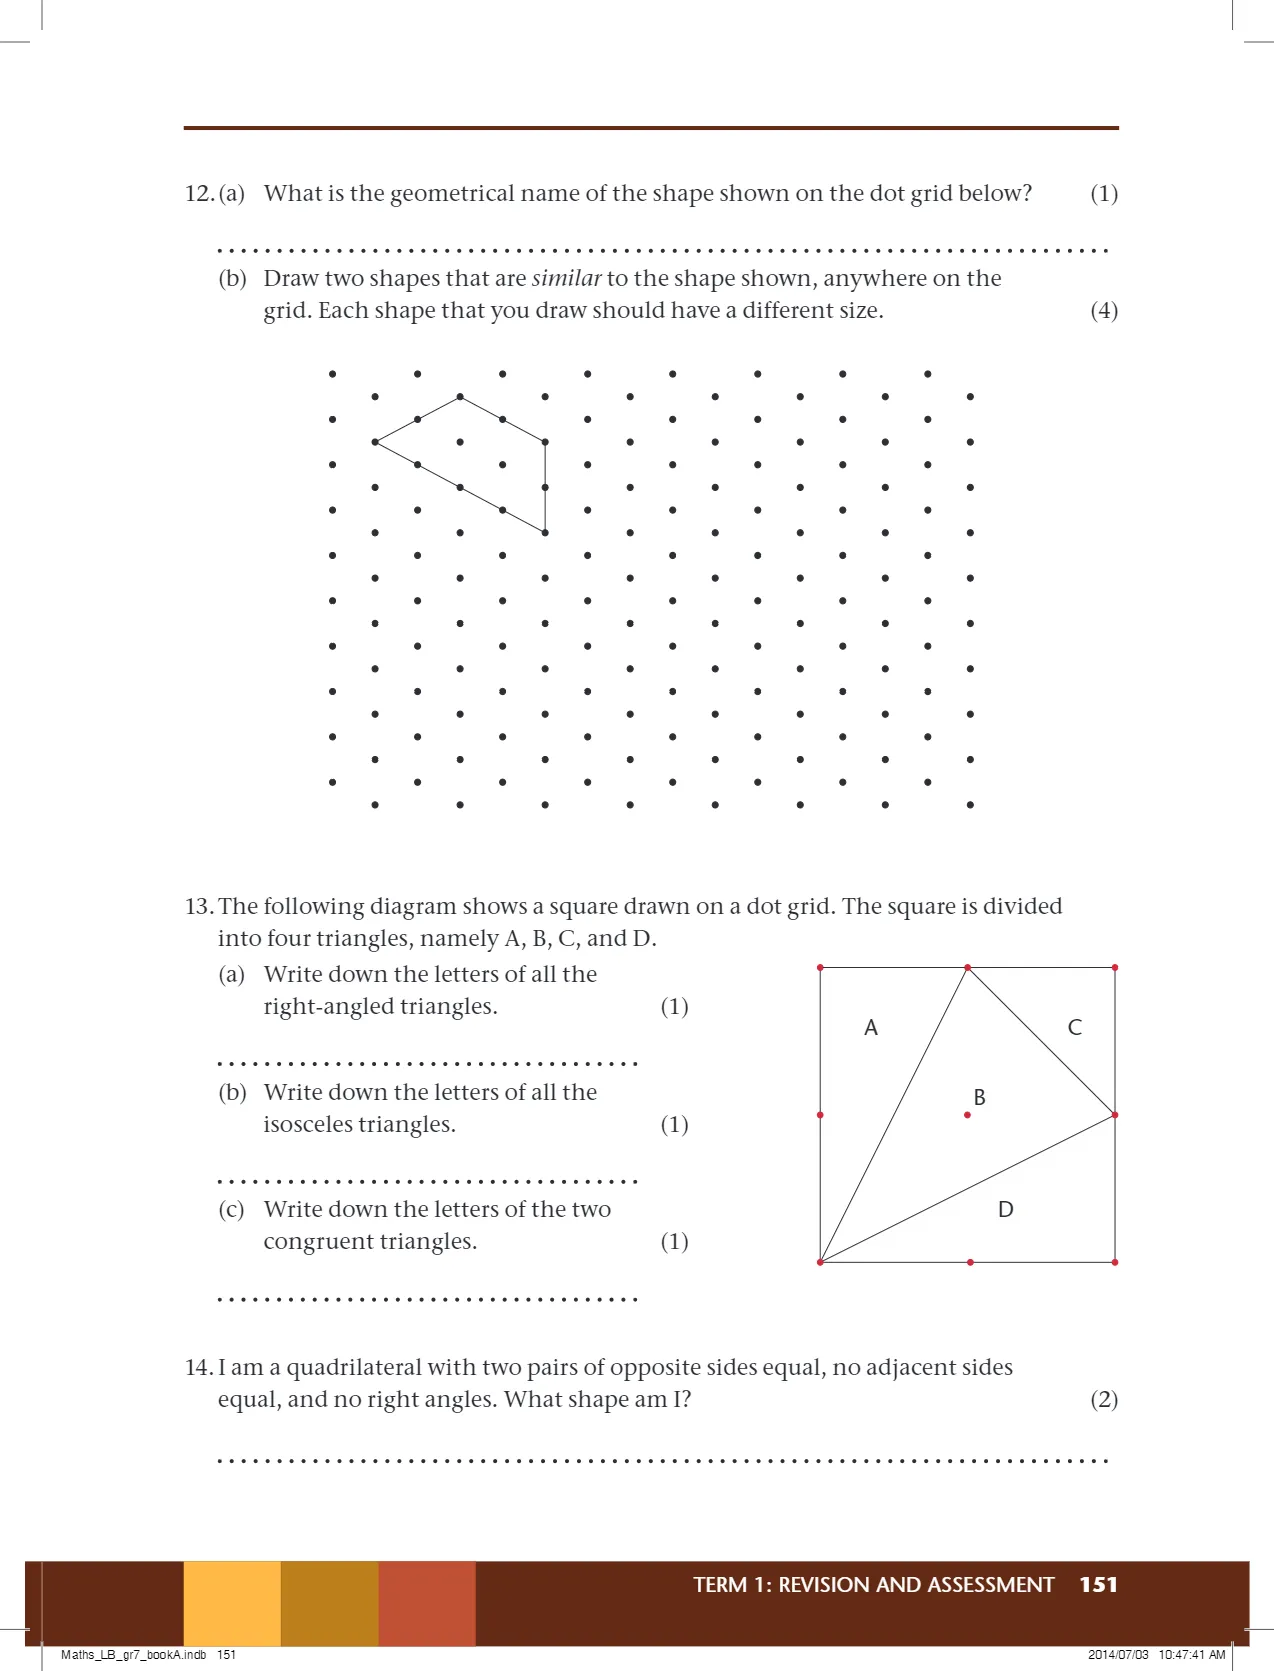 12. (a) What is the geometrical name of the shape shown on the dot grid below? (1)
(b) Draw two shapes that are similar to the shape shown, anywhere on the
grid. Each shape that you draw should have a different size. (4)
13. The following diagram shows a square drawn on a dot grid. The square is divided
into four triangles, namely A, B, C, and D.
(a) Write down the letters of all the
right-angled triangles. (1)
(b) Write down the letters of all the
isosceles triangles. (1)
(c) Write down the letters of the two
congruent triangles. (1)
A
C
B
D
14. I am a quadrilateral with two pairs of opposite sides equal, no adjacent sides
equal, and no right angles. What shape am I? (2)
TERM 1: REVISION AND ASSESSMENT 151
Maths_LB_gr7_bookA.indb 151
2014/07/03 10:47:41 AM